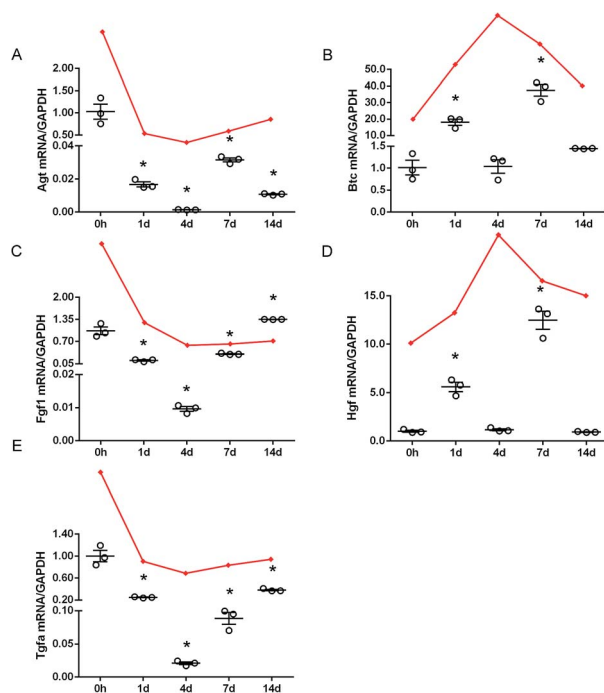 A
Agt mRNA/GAPDH
2.00
1.50
1.00
0.50
0.04
0.02
0.00
* * * *
0h 1d 4d 7d 14d
B
Btc mRNA/GAPDH
50.0
40.0
30.0
20.0
10.0
1.5
1.0
0.5
0.0
* *
0h 1d 4d 7d 14d
C
Fgf1 mRNA/GAPDH
2.00
1.35
0.70
0.05
0.02
0.01
0.00
* * * *
0h 1d 4d 7d 14d
D
Hgf mRNA/GAPDH
15.0
10.0
5.0
0.0
* *
0h 1d 4d 7d 14d
E
Tgfa mRNA/GAPDH
1.40
1.00
0.60
0.20
0.10
0.05
0.00
* * * *
0h 1d 4d 7d 14d